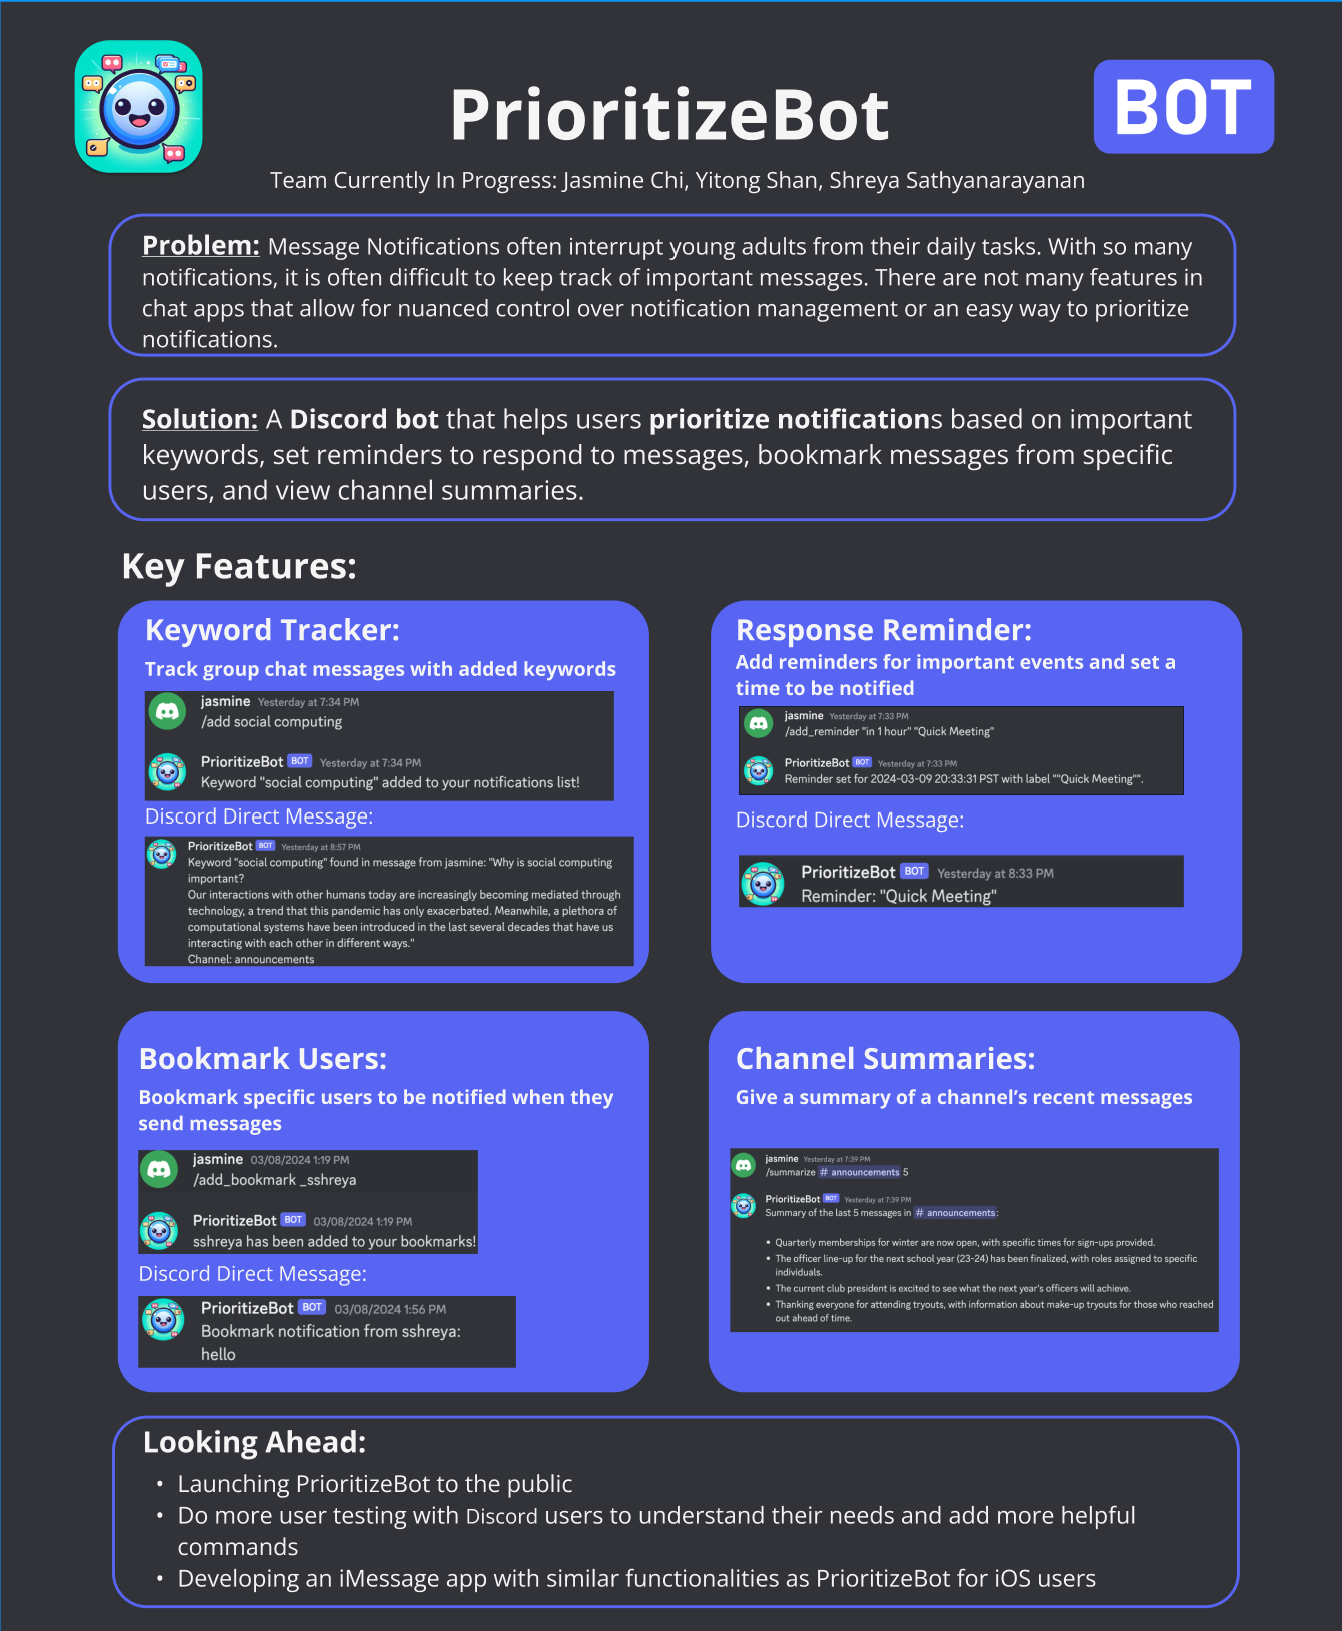 PrioritizeBot
BOT
Team Currently In Progress: Jasmine Chi, Yitong Shan, Shreya Sathyanarayanan
Problem: Message Notifications often interrupt young adults from their daily tasks. With so many
notifications, it is often difficult to keep track of important messages. There are not many features in
chat apps that allow for nuanced control over notification management or an easy way to prioritize
notifications.
Solution: A Discord bot that helps users prioritize notifications based on important
keywords, set reminders to respond to messages, bookmark messages from specific
users, and view channel summaries.
Key Features:
Keyword Tracker:
Track group chat messages with added keywords
jasmine Yesterday at 7:34 PM
/add social computing
PrioritizeBot BOT Yesterday at 7:34 PM
Keyword "social computing" added to your notifications list!
Discord Direct Message:
PrioritizeBot BOT Yesterday at 8:57 PM
Keyword "social computing" found in message from jasmine: "Why is social computing
important?
Our interactions with other humans today are increasingly becoming mediated through
technology, a trend that this pandemic has only exacerbated. Meanwhile, a plethora of
computational systems have been introduced in the last several decades that have us
interacting with each other in different ways."
Channel: announcements
Response Reminder:
Add reminders for important events and set a
time to be notified
jasmine Yesterday at 7:33 PM
/add_reminder "in 1 hour" "Quick Meeting"
PrioritizeBot BOT Yesterday at 7:33 PM
Reminder set for 2024-03-09 20:33:31 PST with label ""Quick Meeting"".
Discord Direct Message:
PrioritizeBot BOT Yesterday at 8:33 PM
Reminder: "Quick Meeting"
Bookmark Users:
Bookmark specific users to be notified when they
send messages
jasmine 03/08/2024 1:19 PM
/add_bookmark _sshreya
PrioritizeBot BOT 03/08/2024 1:19 PM
sshreya has been added to your bookmarks!
Discord Direct Message:
PrioritizeBot BOT 03/08/2024 1:56 PM
Bookmark notification from sshreya:
hello
Channel Summaries:
Give a summary of a channel’s recent messages
jasmine Yesterday at 7:39 PM
/summarize # announcements 5
PrioritizeBot BOT Yesterday at 7:39 PM
Summary of the last 5 messages in # announcements:
• Quarterly memberships for winter are now open, with specific times for sign-ups provided.
• The officer line-up for the next school year (23-24) has been finalized, with roles assigned to specific
individuals.
• The current club president is excited to see what the next year's officers will achieve.
• Thanking everyone for attending tryouts, with information about make-up tryouts for those who reached
out ahead of time.
Looking Ahead:
• Launching PrioritizeBot to the public
• Do more user testing with Discord users to understand their needs and add more helpful
commands
• Developing an iMessage app with similar functionalities as PrioritizeBot for iOS users